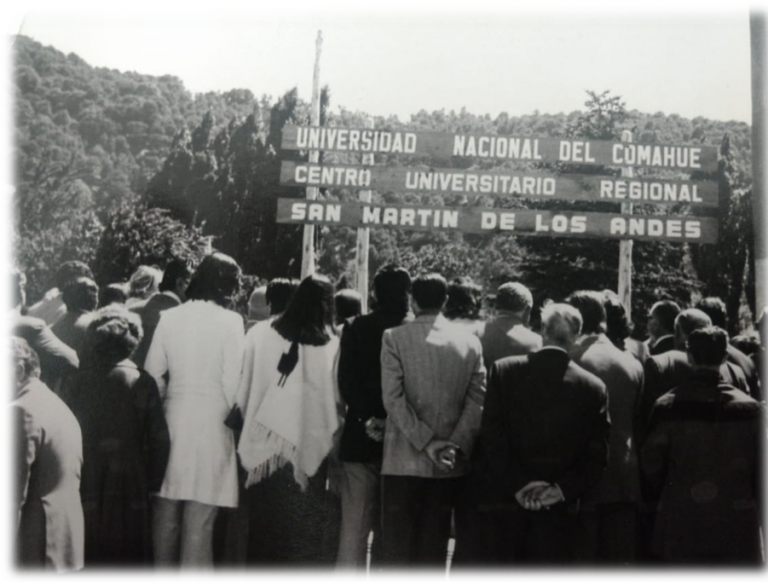 UNIVERSIDAD NACIONAL DEL COMAHUE
CENTRO UNIVERSITARIO REGIONAL
SAN MARTIN DE LOS ANDES